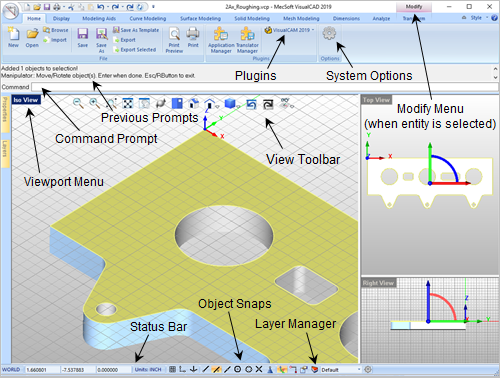 2Ax_Roughing.vcp - MecSoft VisualCAD 2019
Modify
Home Display Modeling Aids Curve Modeling Surface Modeling Solid Modeling Mesh Modeling Dimensions Analyze Transform Style
New Open Browse Import
Save Save As Save As Template Export Export Selected
Print Preview Print
Application Manager Translator Manager
VisualCAM 2019
Options
File Plugins Options
Plugins
System Options
Added 1 objects to selection!
Manipulator: Move/Rotate object(s). Enter when done. Esc/RButton to exit.
Command
Previous Prompts
Command Prompt
Modify Menu
(when entity is selected)
Properties
Layers
Iso View
Top View
Viewport Menu
View Toolbar
Right View
Object Snaps
Status Bar
Layer Manager
WORLD 1.660801 -7.537883 0.000000 Units: INCH Default